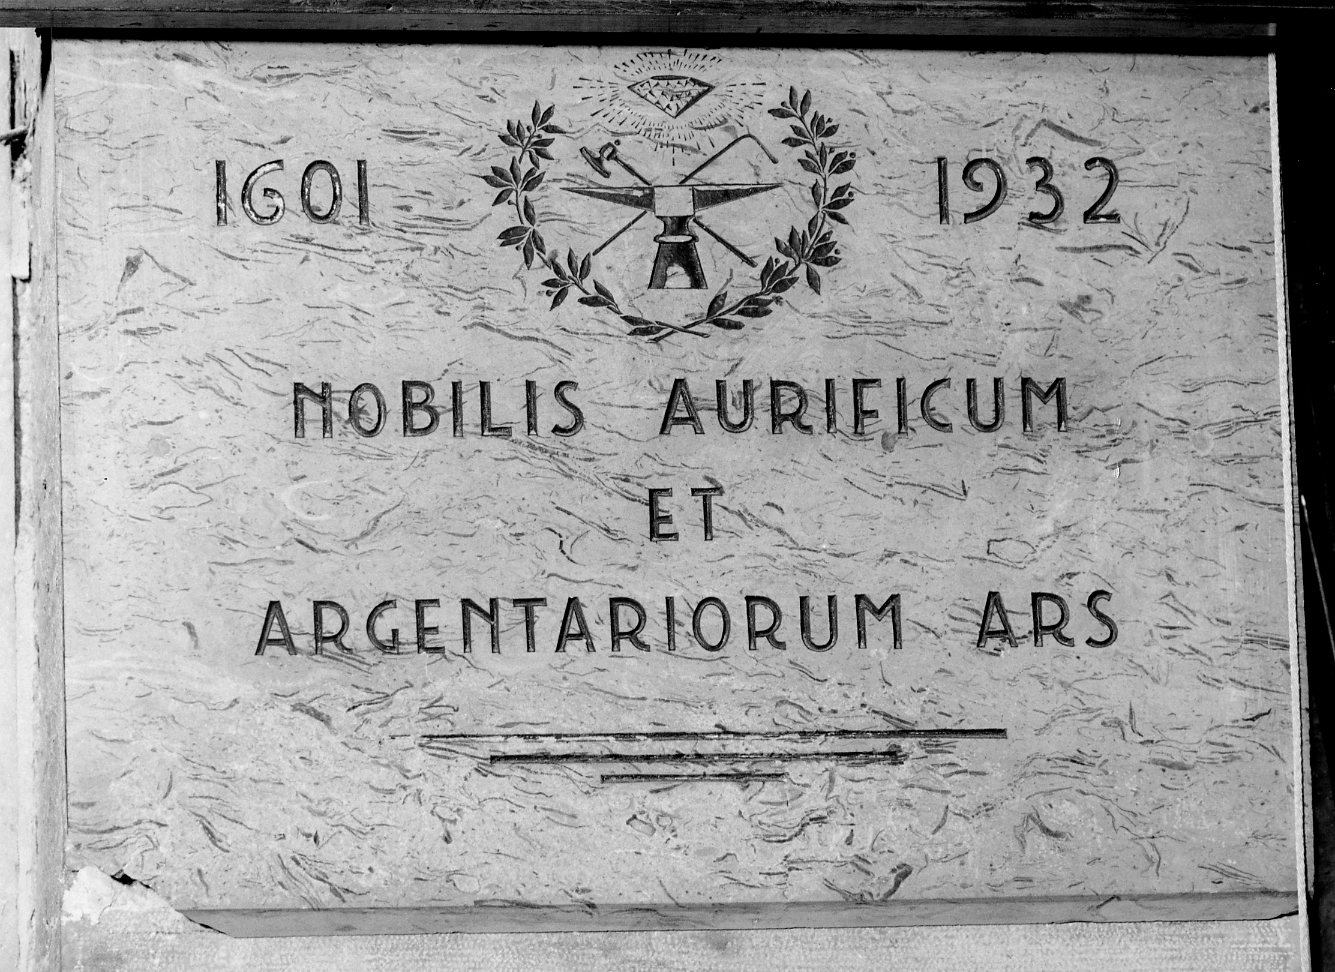 1601 1932
NOBILIS AURIFICUM
ET
ARGENTARIORUM ARS